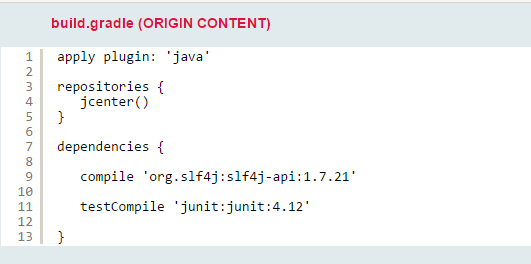 build.gradle (ORIGIN CONTENT)
1 apply plugin: 'java'
2
3 repositories {
4 jcenter()
5 }
6
7 dependencies {
8
9 compile 'org.slf4j:slf4j-api:1.7.21'
10
11 testCompile 'junit:junit:4.12'
12
13 }